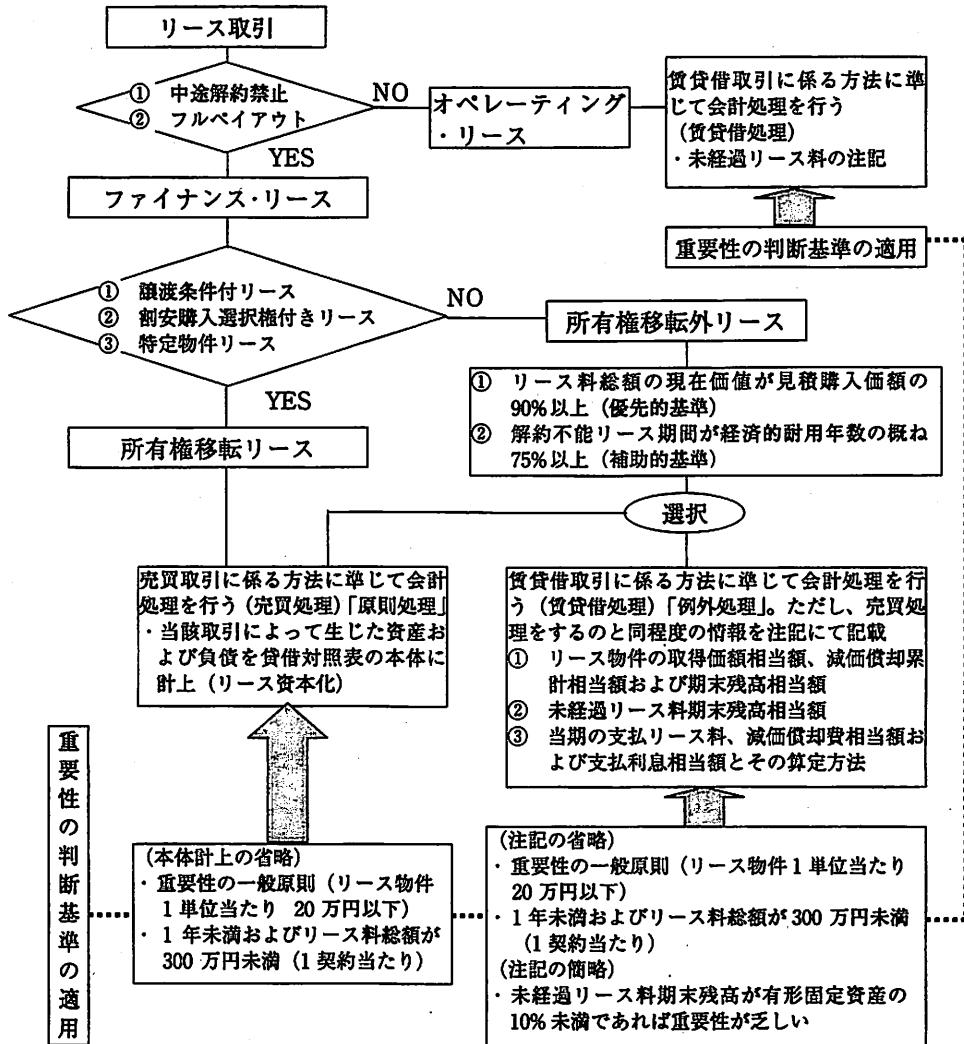 リース取引
① 中途解約禁止
② フルペイアウト
NO
オペレーティング
・リース
賃貸借取引に係る方法に準
じて会計処理を行う
(賃貸借処理)
・未経過リース料の注記
YES
ファイナンス・リース
重要性の判断基準の適用
① 譲渡条件付リース
② 割安購入選択権付きリース
③ 特定物件リース
NO
所有権移転外リース
YES
① リース料総額の現在価値が見積購入価額の
90%以上(優先的基準)
② 解約不能リース期間が経済的耐用年数の概ね
75%以上(補助的基準)
所有権移転リース
選択
売買取引に係る方法に準じて会計
処理を行う(売買処理)「原則処理」
・当該取引によって生じた資産お
よび負債を貸借対照表の本体に
計上(リース資本化)
賃貸借取引に係る方法に準じて会計処理を行
う(賃貸借処理)「例外処理」。ただし、売買処
理をするのと同程度の情報を注記にて記載
① リース物件の取得価額相当額、減価償却累
計相当額および期末残高相当額
② 未経過リース料期末残高相当額
③ 当期の支払リース料、減価償却費相当額お
よび支払利息相当額とその算定方法
重要性の判断基準の適用
(本体計上の省略)
・重要性の一般原則(リース物件
1単位当たり 20万円以下)
・1年未満およびリース料総額が
300万円未満(1契約当たり)
(注記の省略)
・重要性の一般原則(リース物件1単位当たり
20万円以下)
・1年未満およびリース料総額が300万円未満
(1契約当たり)
(注記の簡略)
・未経過リース料期末残高が有形固定資産の
10%未満であれば重要性が乏しい